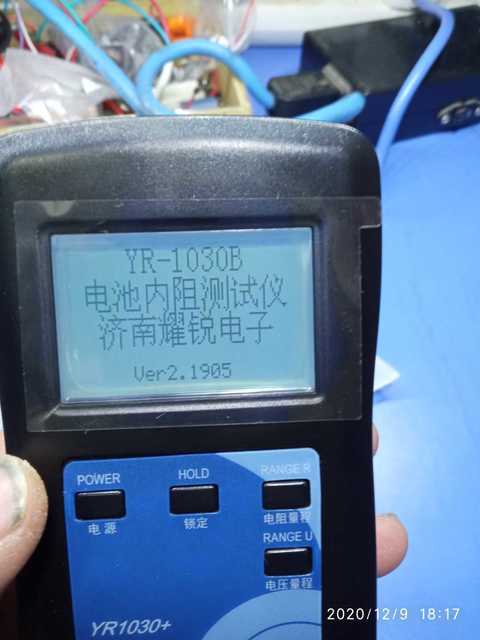 YR-1030B
电池内阻测试仪
济南耀锐电子
Ver2.1905
POWER
电源
HOLD
锁定
RANGE R
电阻量程
RANGE U
电压量程
YR1030+
2020/12/9 18:17